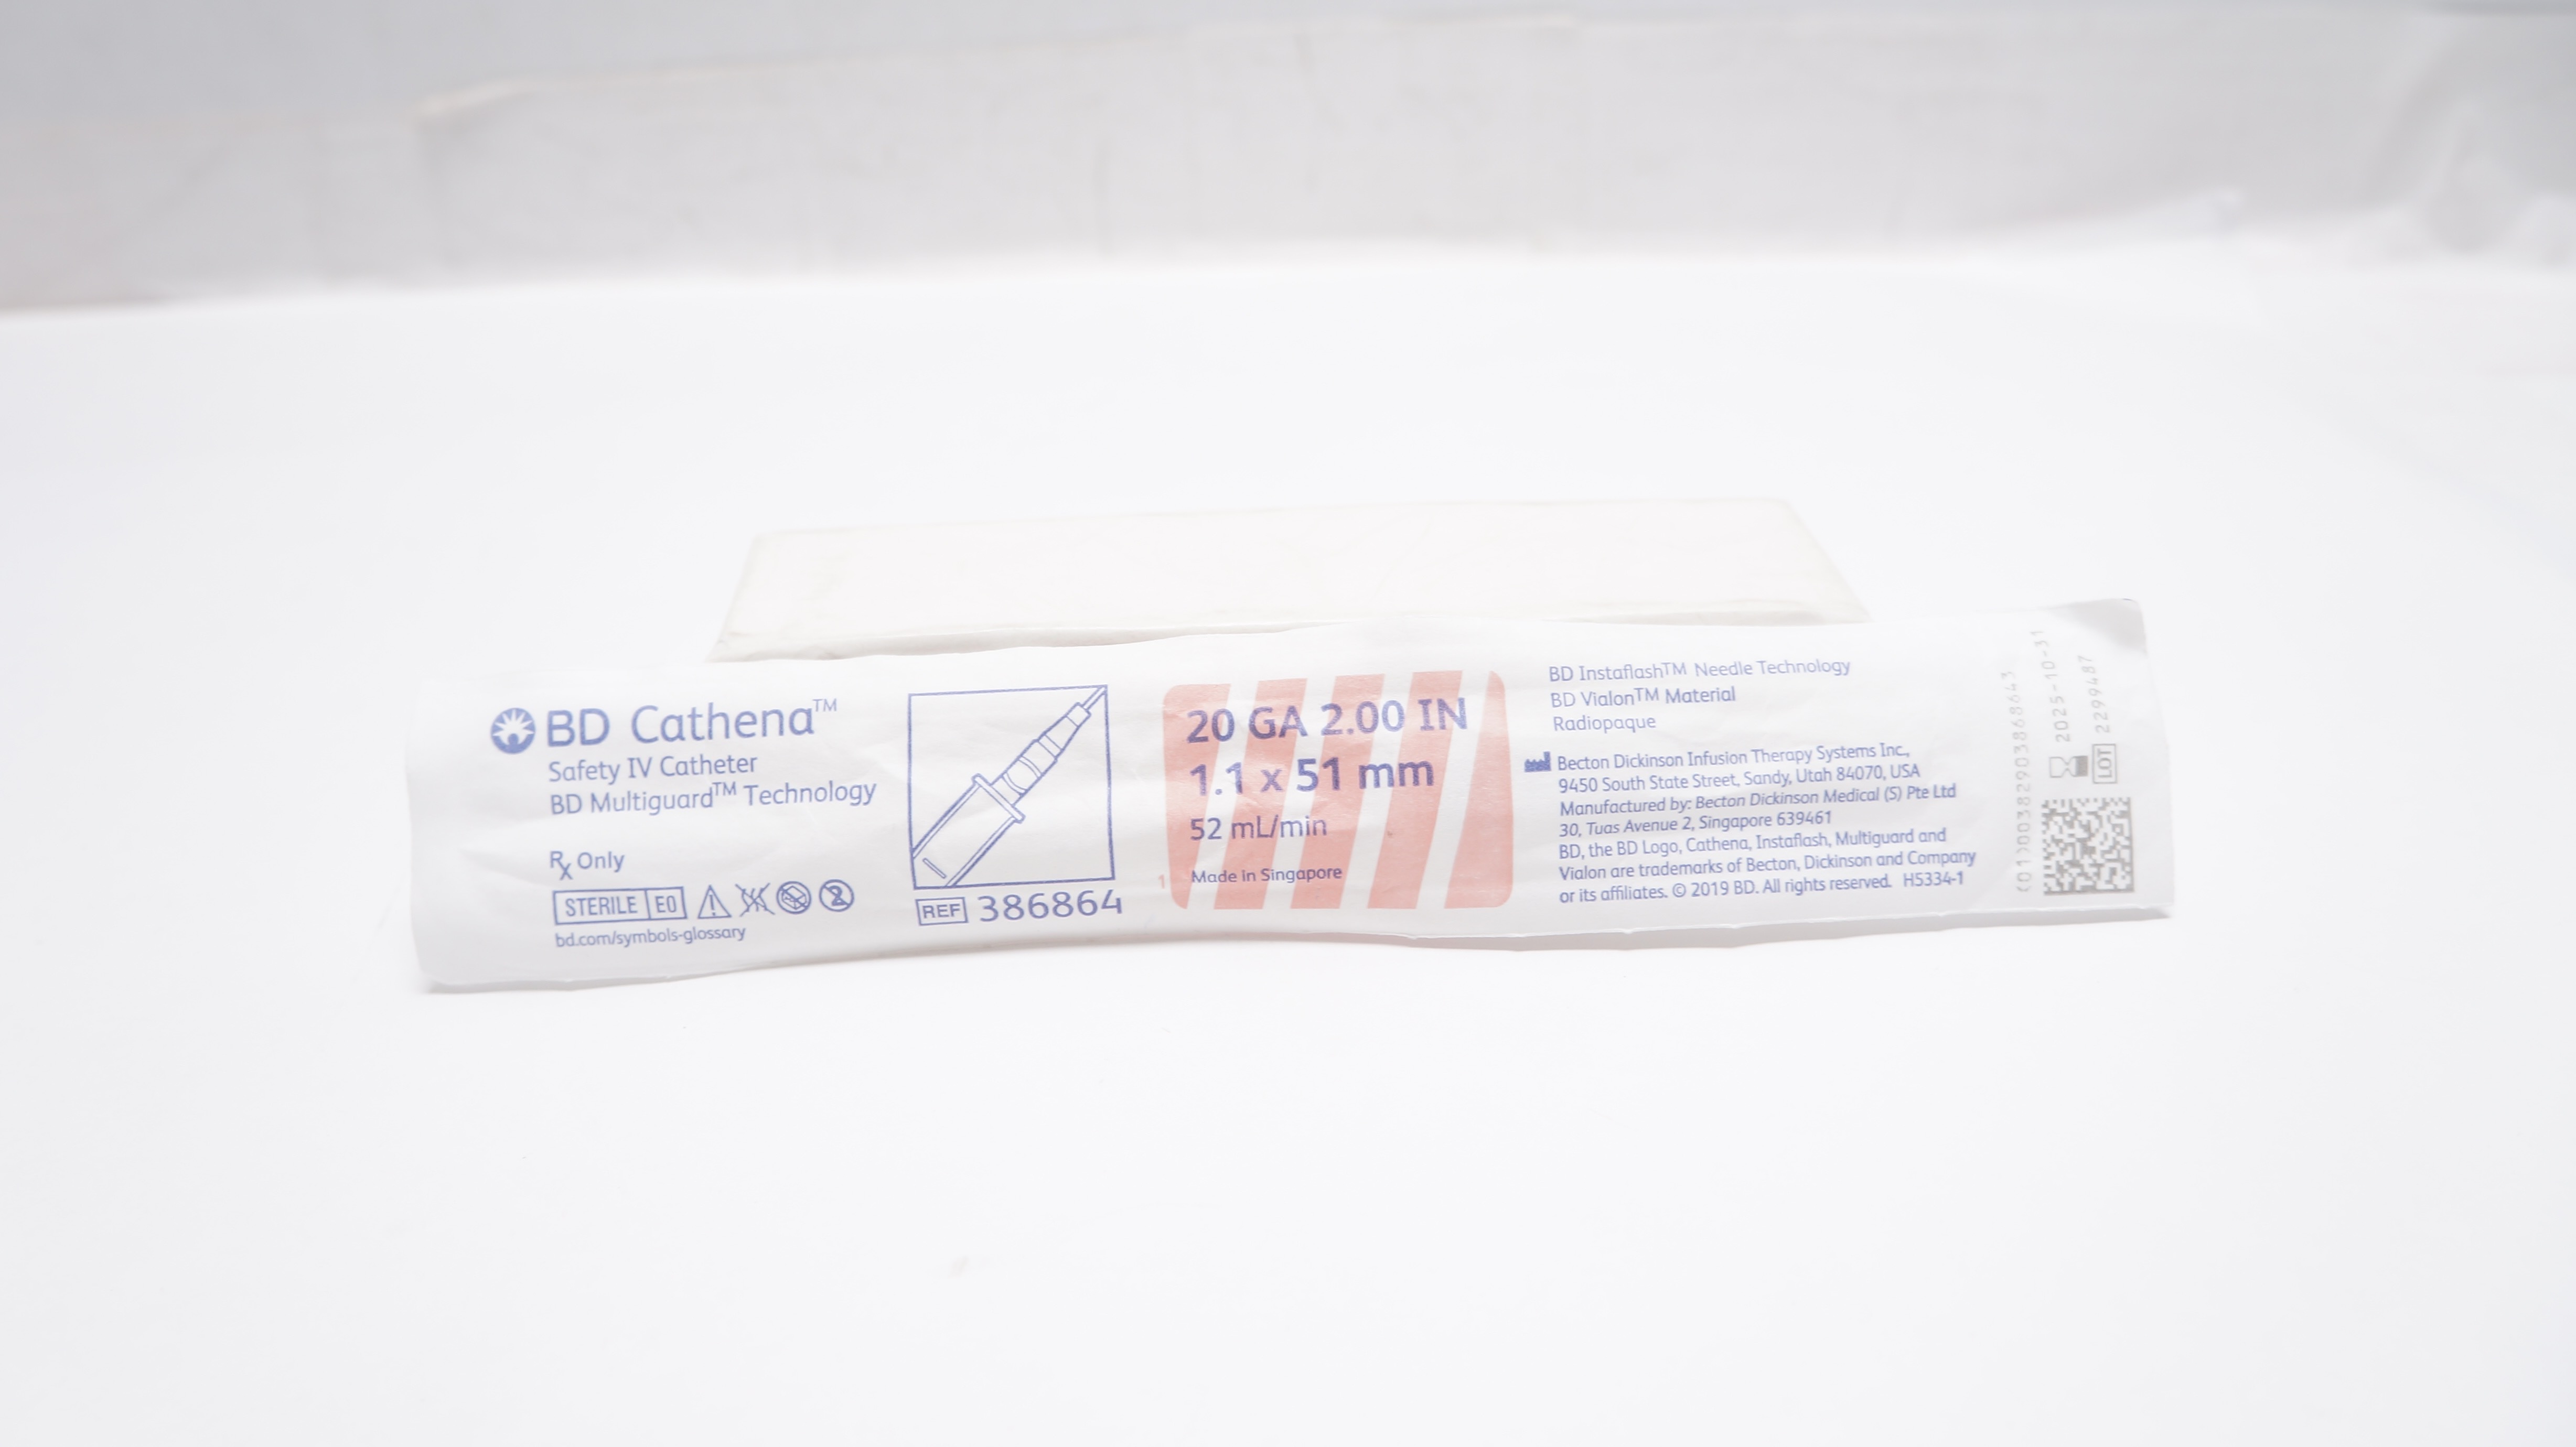 BD Cathena™
Safety IV Catheter
BD Multiguard™ Technology
Rx Only
STERILE EO
bd.com/symbols-glossary
REF 386864
20 GA 2.00 IN
1.1 x 51 mm
52 mL/min
1 Made in Singapore
BD Instaflash™ Needle Technology
BD Vialon™ Material
Radiopaque
Becton Dickinson Infusion Therapy Systems Inc.,
9450 South State Street, Sandy, Utah 84070, USA
Manufactured by: Becton Dickinson Medical (S) Pte Ltd
30, Tuas Avenue 2, Singapore 639461
BD, the BD Logo, Cathena, Instaflash, Multiguard and
Vialon are trademarks of Becton, Dickinson and Company
or its affiliates. © 2019 BD. All rights reserved. H5334-1
(01)00382903868643
2025-10-31
LOT 2299487